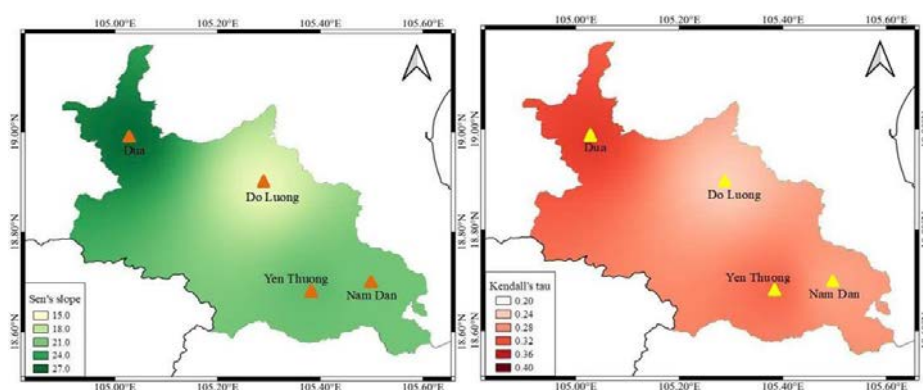 105.00°E 105.20°E 105.40°E 105.60°E
19.00°N
18.80°N
18.60°N
Dua
Do Luong
Yen Thuong
Nam Dan
Sen's slope
15.0
18.0
21.0
24.0
27.0
105.00°E 105.20°E 105.40°E 105.60°E
105.00°E 105.20°E 105.40°E 105.60°E
19.00°N
18.80°N
18.60°N
Dua
Do Luong
Yen Thuong
Nam Dan
Kendall's tau
0.20
0.24
0.28
0.32
0.36
0.40
105.00°E 105.20°E 105.40°E 105.60°E